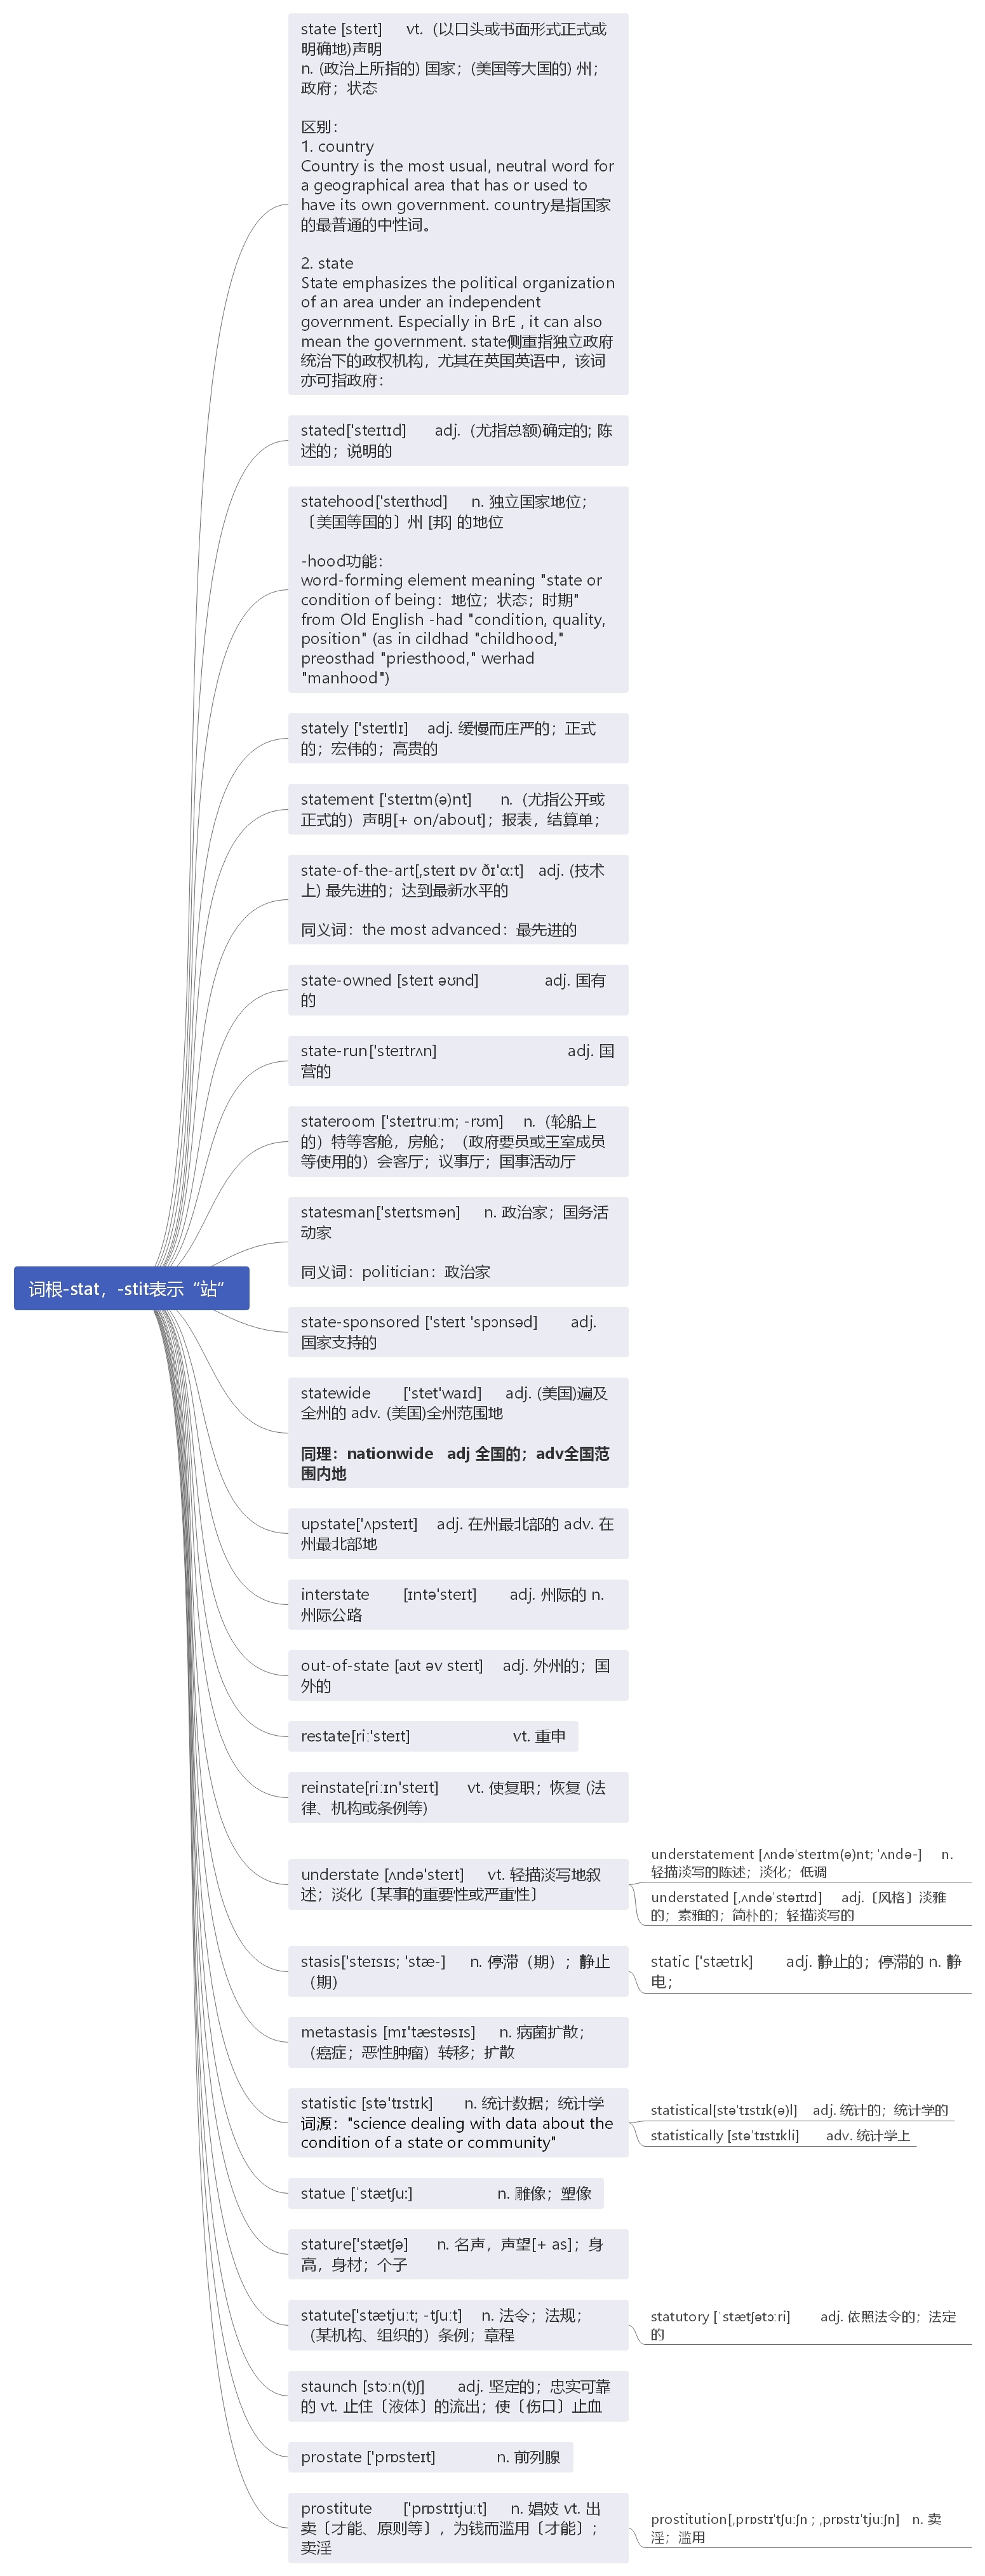 state [steɪt]     vt.（以口头或书面形式正式或
明确地)声明
n. (政治上所指的) 国家；(美国等大国的) 州；
政府；状态
区别：
1. country
Country is the most usual, neutral word for
a geographical area that has or used to
have its own government. country是指国家
的最普通的中性词。
2. state
State emphasizes the political organization
of an area under an independent
government. Especially in BrE , it can also
mean the government. state侧重指独立政府
统治下的政权机构，尤其在英国英语中，该词
亦可指政府：
stated['steɪtɪd]      adj.（尤指总额)确定的; 陈
述的；说明的
statehood['steɪthʊd]     n. 独立国家地位；
〔美国等国的〕州 [邦] 的地位
-hood功能：
word-forming element meaning "state or
condition of being：地位；状态；时期"
from Old English -had "condition, quality,
position" (as in cildhad "childhood,"
preosthad "priesthood," werhad
"manhood")
stately ['steɪtlɪ]    adj. 缓慢而庄严的；正式
的；宏伟的；高贵的
statement ['steɪtm(ə)nt]      n.（尤指公开或
正式的）声明[+ on/about]；报表，结算单；
state-of-the-art[,steɪt ɒv ðɪ'ɑ:t]   adj. (技术
上) 最先进的；达到最新水平的
同义词：the most advanced：最先进的
state-owned [steɪt əʊnd]              adj. 国有
的
state-run['steɪtrʌn]                            adj. 国
营的
stateroom ['steɪtruːm; -rʊm]    n.（轮船上
的）特等客舱，房舱；（政府要员或王室成员
等使用的）会客厅；议事厅；国事活动厅
statesman['steɪtsmən]     n. 政治家；国务活
动家
同义词：politician：政治家
词根-stat，-stit表示“站”
state-sponsored ['steɪt 'spɔnsəd]       adj.
国家支持的
statewide       ['stet'waɪd]     adj. (美国)遍及
全州的 adv. (美国)全州范围地
同理：nationwide   adj 全国的；adv全国范
围内地
upstate['ʌpsteɪt]    adj. 在州最北部的 adv. 在
州最北部地
interstate       [ɪntə'steɪt]       adj. 州际的 n.
州际公路
out-of-state [aʊt əv steɪt]    adj. 外州的；国
外的
restate[riː'steɪt]                      vt. 重申
reinstate[riːɪn'steɪt]      vt. 使复职；恢复 (法
律、机构或条例等)
understate [ʌndə'steɪt]     vt. 轻描淡写地叙
述；淡化〔某事的重要性或严重性〕
understatement [ʌndə'steɪtm(ə)nt; 'ʌndə-]     n.
轻描淡写的陈述；淡化；低调
understated [,ʌndə'stəɪtɪd]     adj.〔风格〕淡雅
的；素雅的；简朴的；轻描淡写的
stasis['steɪsɪs; 'stæ-]     n. 停滞（期）；静止
（期）
static ['stætɪk]       adj. 静止的；停滞的 n. 静
电；
metastasis [mɪ'tæstəsɪs]     n. 病菌扩散；
（癌症；恶性肿瘤）转移；扩散
statistic [stə'tɪstɪk]       n. 统计数据；统计学
词源："science dealing with data about the
condition of a state or community"
statistical[stə'tɪstɪk(ə)l]    adj. 统计的；统计学的
statistically [stə'tɪstɪkli]       adv. 统计学上
statue [ˈstætʃuː]                  n. 雕像；塑像
stature['stætʃə]      n. 名声，声望[+ as]；身
高，身材；个子
statute['stætjuːt; -tʃuːt]    n. 法令；法规；
（某机构、组织的）条例；章程
statutory [ˈstætʃətɔːri]        adj. 依照法令的；法定
的
staunch [stɔːn(t)ʃ]       adj. 坚定的；忠实可靠
的 vt. 止住〔液体〕的流出；使〔伤口〕止血
prostate ['prɒsteɪt]             n. 前列腺
prostitute       ['prɒstɪtjuːt]     n. 娼妓 vt. 出
卖〔才能、原则等〕，为钱而滥用〔才能〕；
卖淫
prostitution[,prɒstɪ'tʃuːʃn ; ,prɒstɪ'tjuːʃn]   n. 卖
淫；滥用